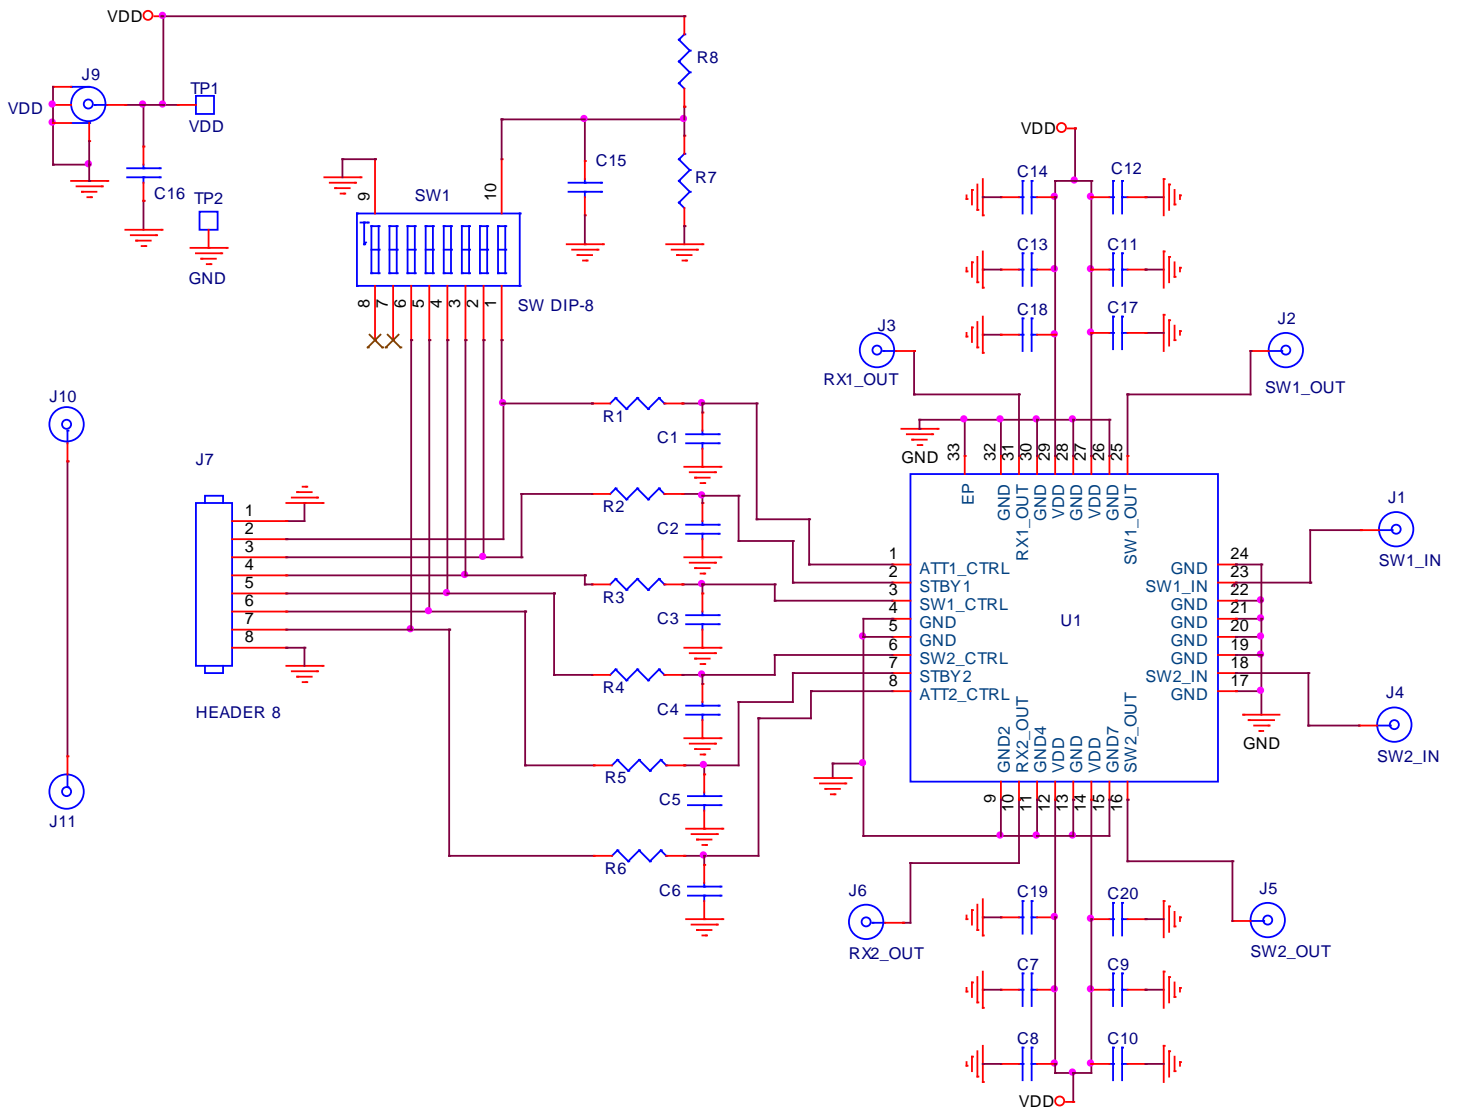 VDD
R8
J9
TP1
VDD
VDD
C16
TP2
GND
C15
R7
9
SW1
10
8
7
6
5
4
3
2
1
SW DIP-8
VDD
C14
C12
C13
C11
C18
C17
J3
RX1_OUT
J2
SW1_OUT
J10
J11
J7
1
2
3
4
5
6
7
8
HEADER 8
R1
C1
R2
C2
R3
C3
R4
C4
R5
C5
R6
C6
GND
33
32
31
30
29
28
27
26
25
EP
GND
RX1_OUT
GND
VDD
GND
VDD
GND
SW1_OUT
1
2
3
4
5
6
7
8
ATT1_CTRL
STBY1
SW1_CTRL
GND
GND
SW2_CTRL
STBY2
ATT2_CTRL
U1
24
23
22
21
20
19
18
17
GND
SW1_IN
GND
GND
GND
GND
SW2_IN
GND
J1
SW1_IN
J4
SW2_IN
GND
GND2
RX2_OUT
GND4
VDD
GND
VDD
GND7
SW2_OUT
9
10
11
12
13
14
15
16
J6
RX2_OUT
J5
SW2_OUT
C19
C20
C7
C9
C8
C10
VDD